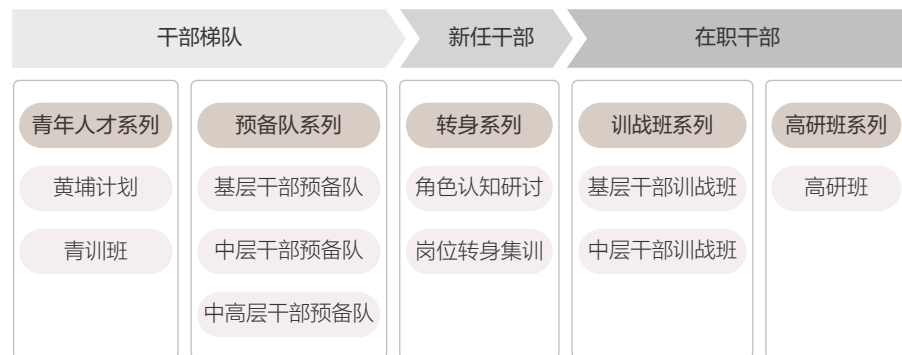 干部梯队
新任干部
在职干部
青年人才系列
黄埔计划
青训班
预备队系列
基层干部预备队
中层干部预备队
中高层干部预备队
转身系列
角色认知研讨
岗位转身集训
训战班系列
基层干部训战班
中层干部训战班
高研班系列
高研班